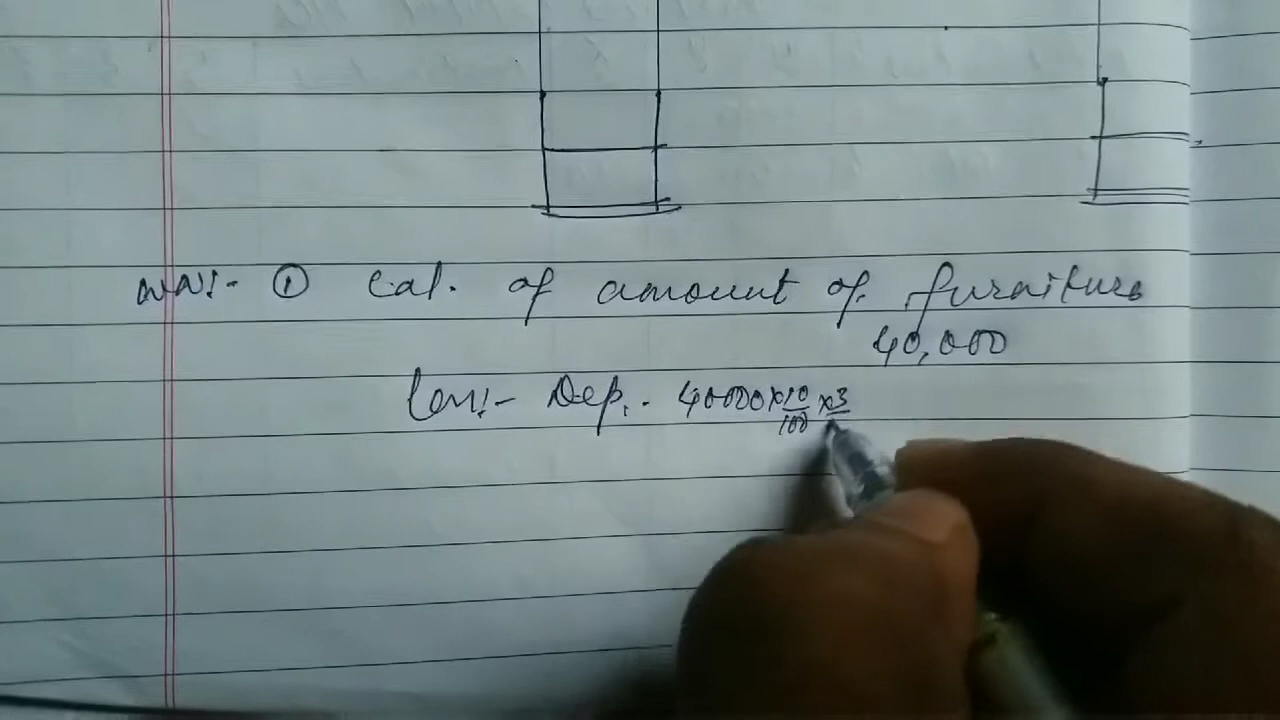 WN:- ① Cal. of amount of furniture
40,000
Less:- Dep. - 40000×10/100×3